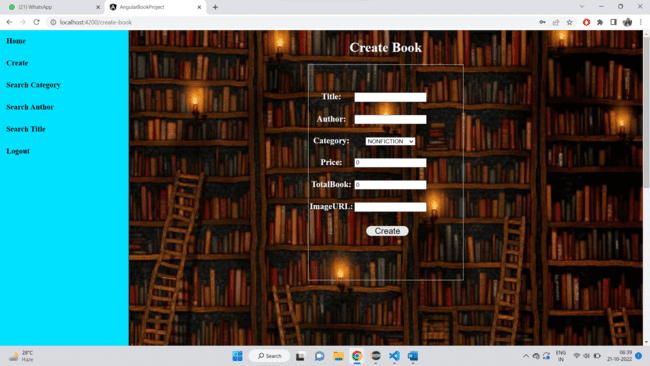 (21) WhatsApp
AngularBookProject
localhost:4200/create-book
Home
Create
Search Category
Search Author
Search Title
Logout
Create Book
Title:
Author:
Category: NONFICTION
Price: 0
TotalBook: 0
ImageURL:
Create
28°C
Haze
Search
ENG
IN
08:39
21-10-2022